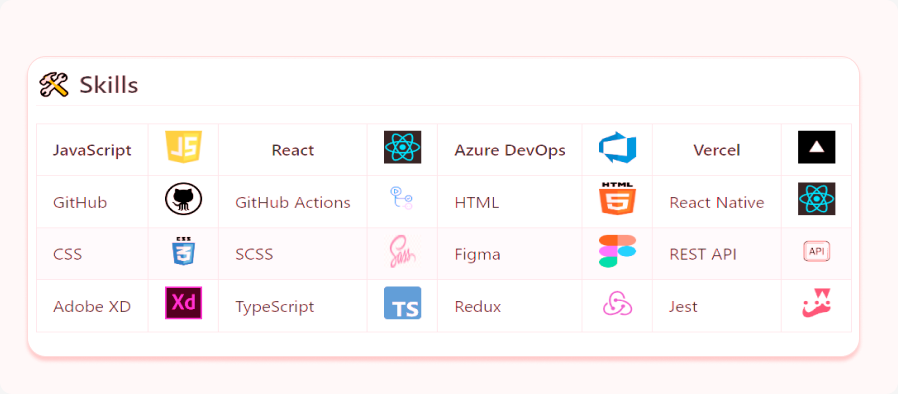 Skills
JavaScript JS React Azure DevOps Vercel
GitHub GitHub Actions D HTML HTML 5 React Native
CSS CSS 3 SCSS Sass Figma REST API API
Adobe XD Xd TypeScript TS Redux Jest